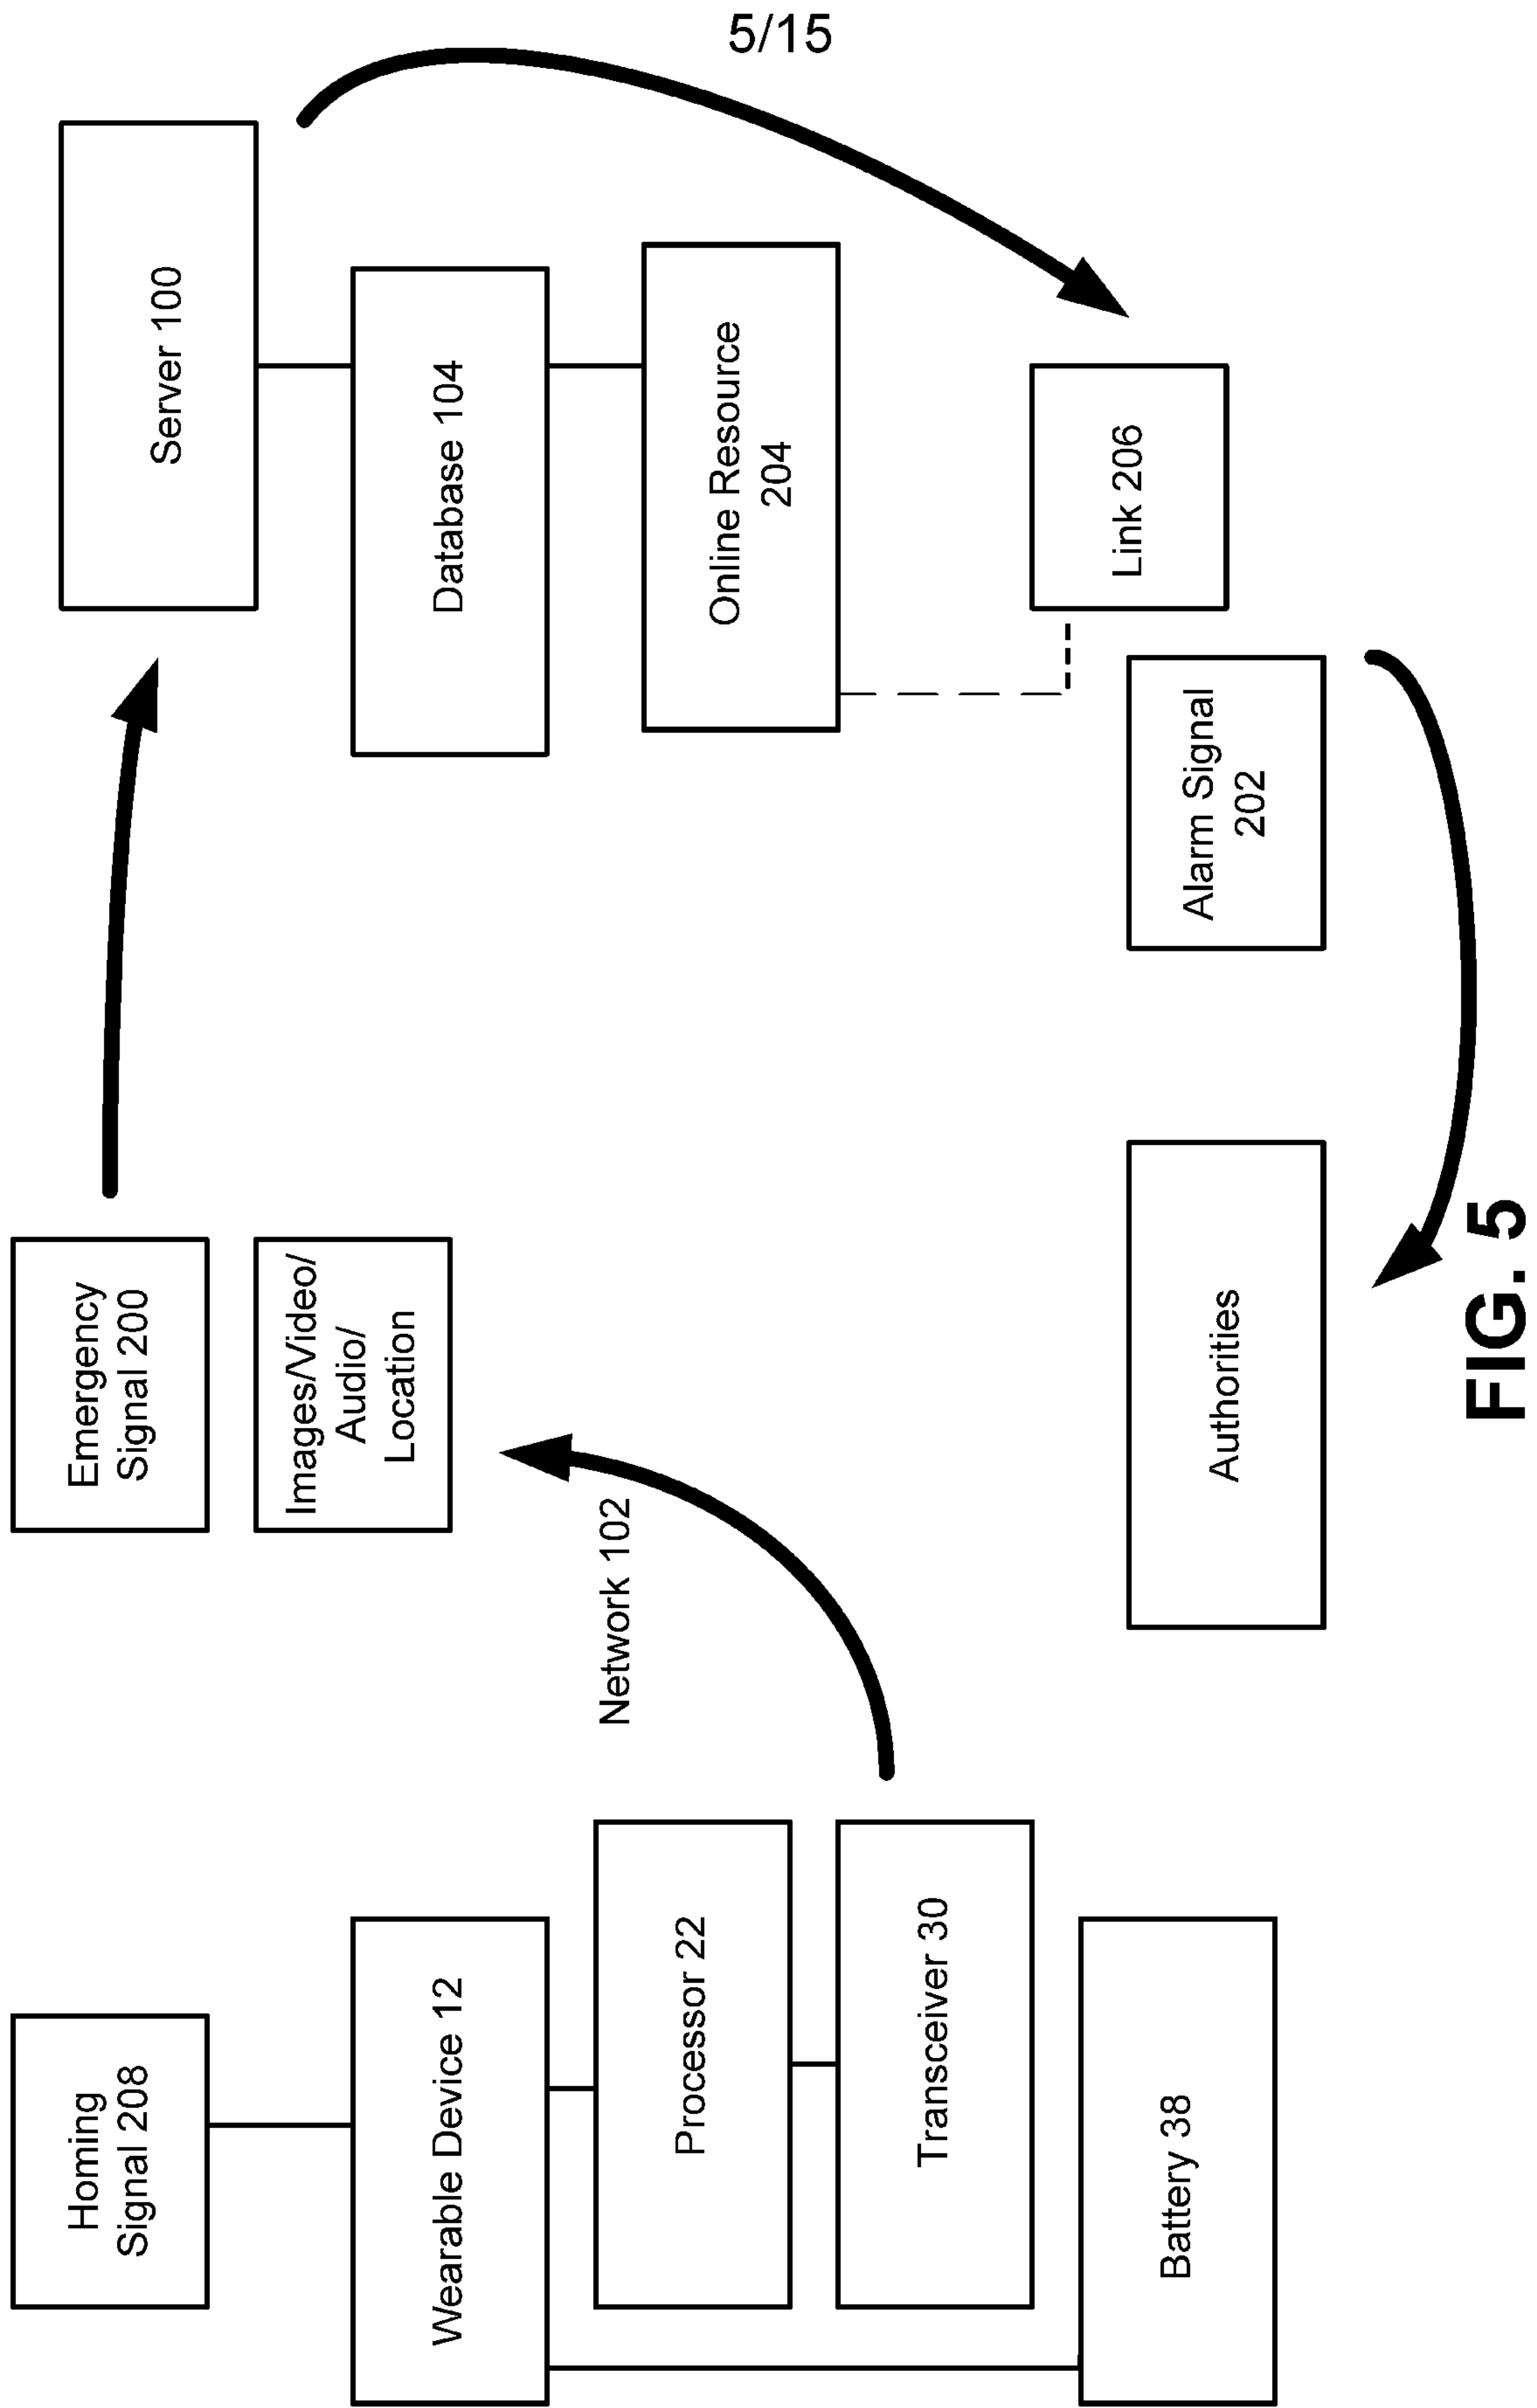 5/15
Homing
Signal 208
Wearable Device 12
Processor 22
Transceiver 30
Battery 38
Network 102
Emergency
Signal 200
Images/Video/
Audio/
Location
Server 100
Database 104
Online Resource
204
Link 206
Alarm Signal
202
Authorities
FIG. 5